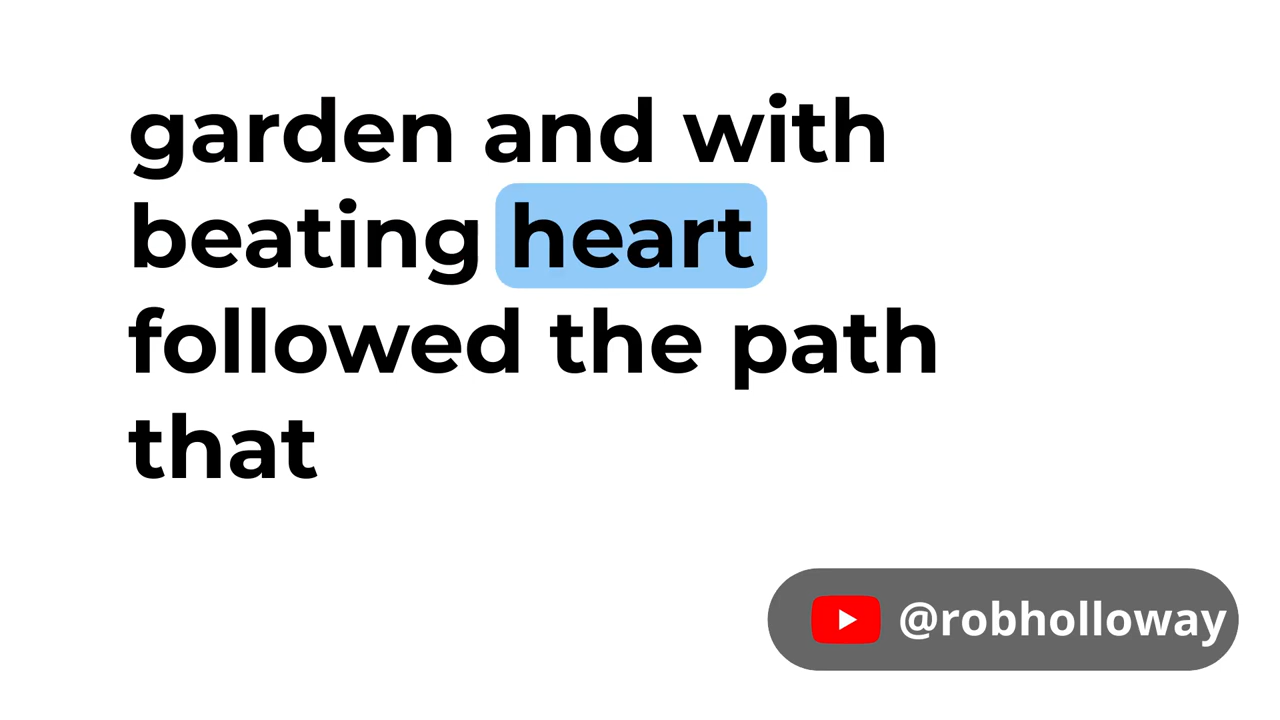 garden and with
beating heart
followed the path
that
@robholloway